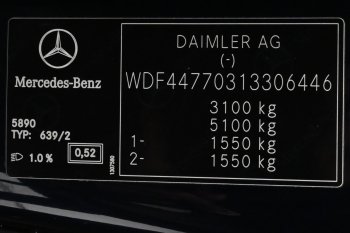 Mercedes-Benz
5890
TYP: 639/2
1.0 %
0,52
DAIMLER AG
(-)
WDF44770313306446
3100 kg
5100 kg
1- 1550 kg
2- 1550 kg